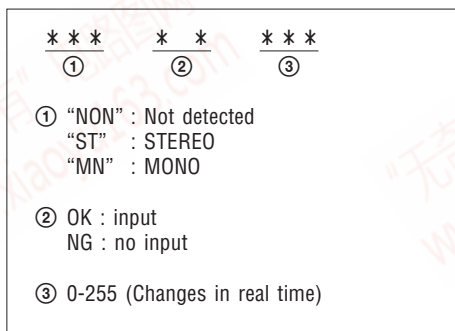 ＊＊＊ ＊ ＊ ＊＊＊
① ② ③
① “NON” : Not detected
“ST” : STEREO
“MN” : MONO
② OK : input
NG : no input
③ 0-255 (Changes in real time)